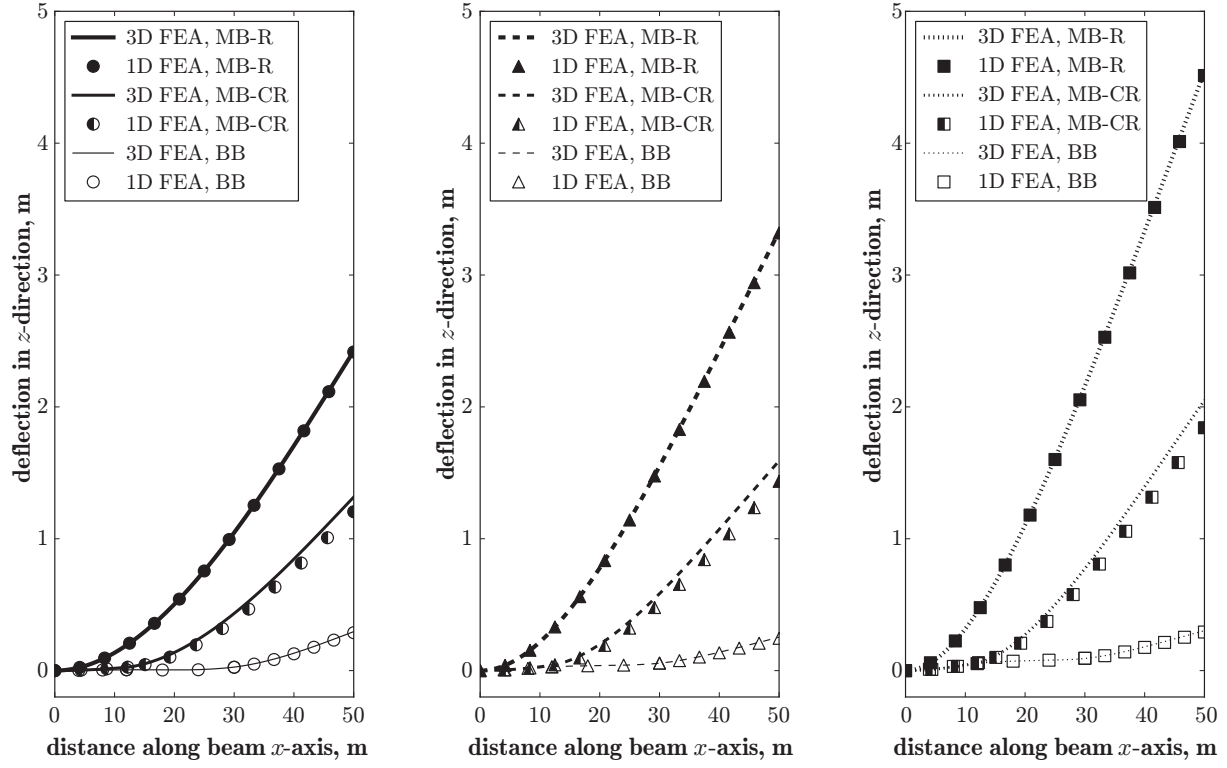 5
4
3
2
1
0
deflection in z-direction, m
3D FEA, MB-R
1D FEA, MB-R
3D FEA, MB-CR
1D FEA, MB-CR
3D FEA, BB
1D FEA, BB
0 10 20 30 40 50
distance along beam x-axis, m
5
4
3
2
1
0
deflection in z-direction, m
3D FEA, MB-R
1D FEA, MB-R
3D FEA, MB-CR
1D FEA, MB-CR
3D FEA, BB
1D FEA, BB
0 10 20 30 40 50
distance along beam x-axis, m
5
4
3
2
1
0
deflection in z-direction, m
3D FEA, MB-R
1D FEA, MB-R
3D FEA, MB-CR
1D FEA, MB-CR
3D FEA, BB
1D FEA, BB
0 10 20 30 40 50
distance along beam x-axis, m